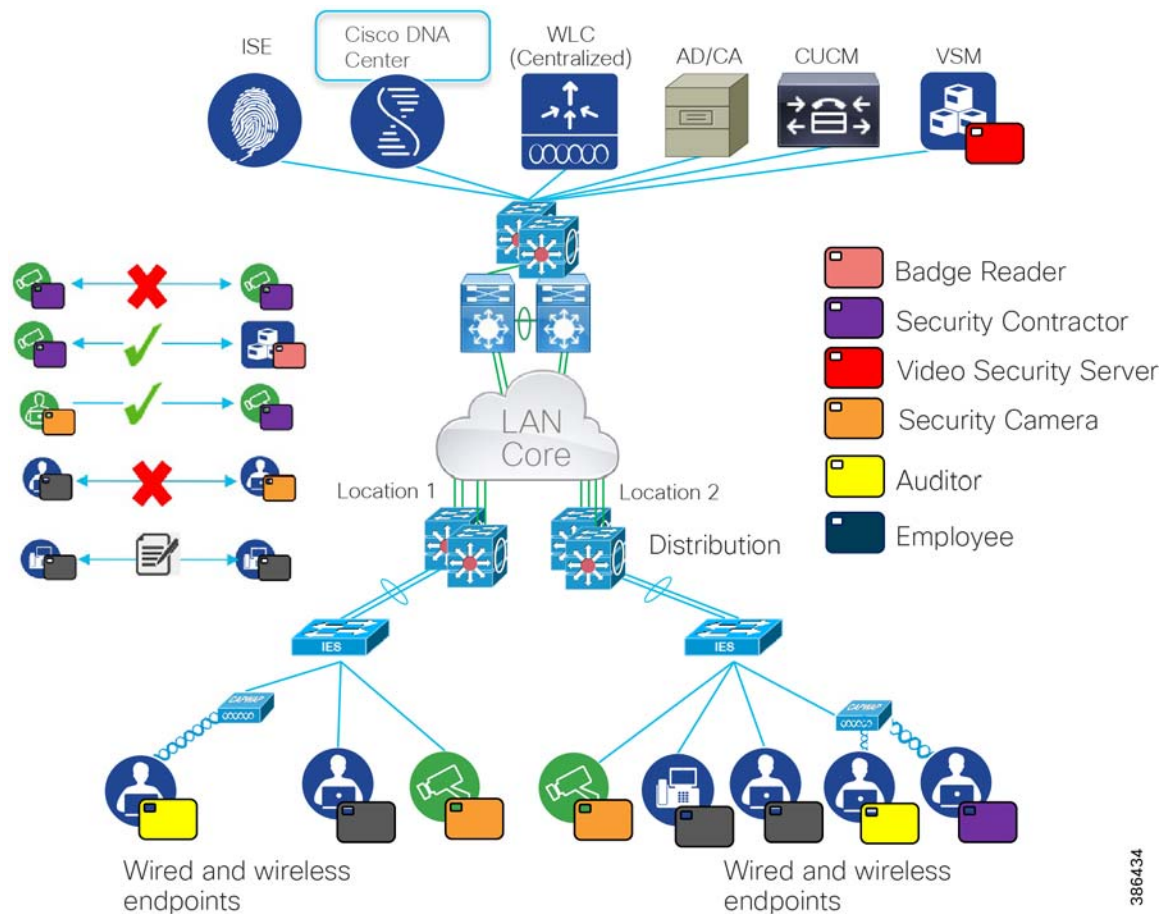 ISE
Cisco DNA
Center
WLC
(Centralized)
AD/CA
CUCM
VSM
Badge Reader
Security Contractor
Video Security Server
Security Camera
Auditor
Employee
LAN
Core
Location 1
Location 2
Distribution
IES
IES
CAPWAP
CAPWAP
Wired and wireless
endpoints
Wired and wireless
endpoints
386434